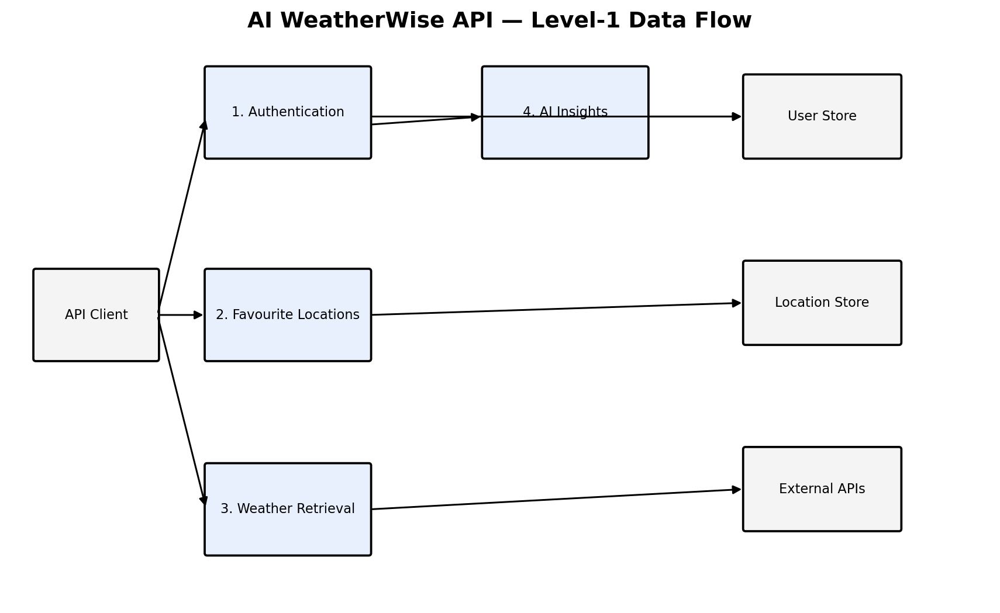 AI WeatherWise API — Level-1 Data Flow
1. Authentication
4. AI Insights
User Store
API Client
2. Favourite Locations
Location Store
3. Weather Retrieval
External APIs